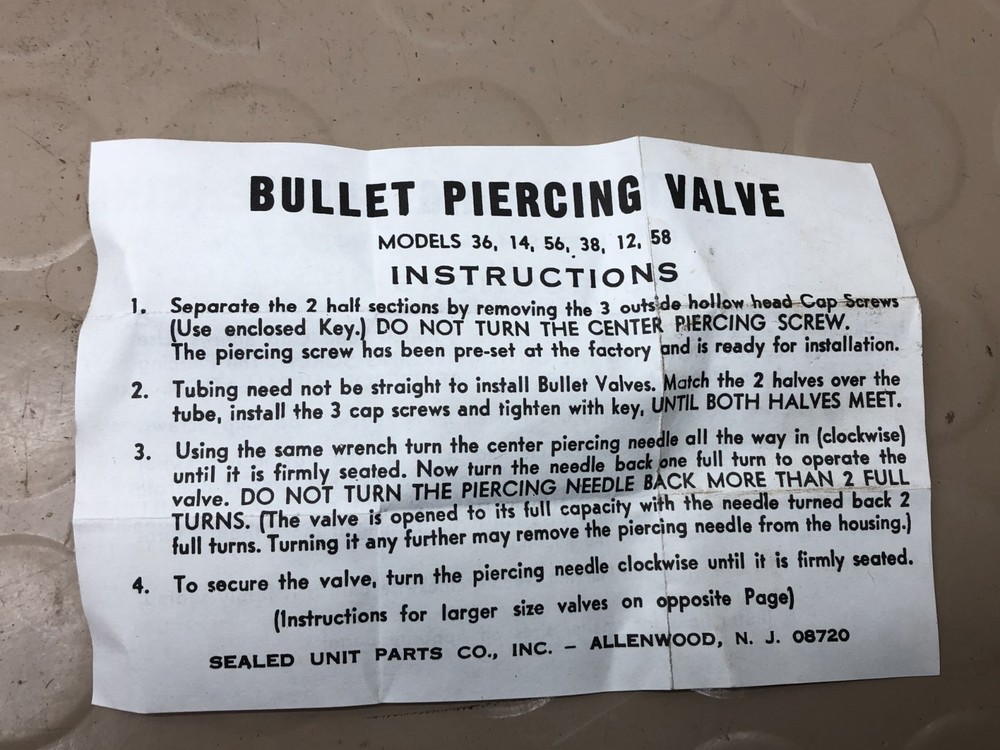 BULLET PIERCING VALVE
MODELS 36, 14, 56, 38, 12, 58
INSTRUCTIONS
1. Separate the 2 half sections by removing the 3 outside hollow head Cap Screws
(Use enclosed Key.) DO NOT TURN THE CENTER PIERCING SCREW.
The piercing screw has been pre-set at the factory and is ready for installation.
2. Tubing need not be straight to install Bullet Valves. Match the 2 halves over the
tube, install the 3 cap screws and tighten with key, UNTIL BOTH HALVES MEET.
3. Using the same wrench turn the center piercing needle all the way in (clockwise)
until it is firmly seated. Now turn the needle back one full turn to operate the
valve. DO NOT TURN THE PIERCING NEEDLE BACK MORE THAN 2 FULL
TURNS. (The valve is opened to its full capacity with the needle turned back 2
full turns. Turning it any further may remove the piercing needle from the housing.)
4. To secure the valve, turn the piercing needle clockwise until it is firmly seated.
(Instructions for larger size valves on opposite Page)
SEALED UNIT PARTS CO., INC. – ALLENWOOD, N. J. 08720